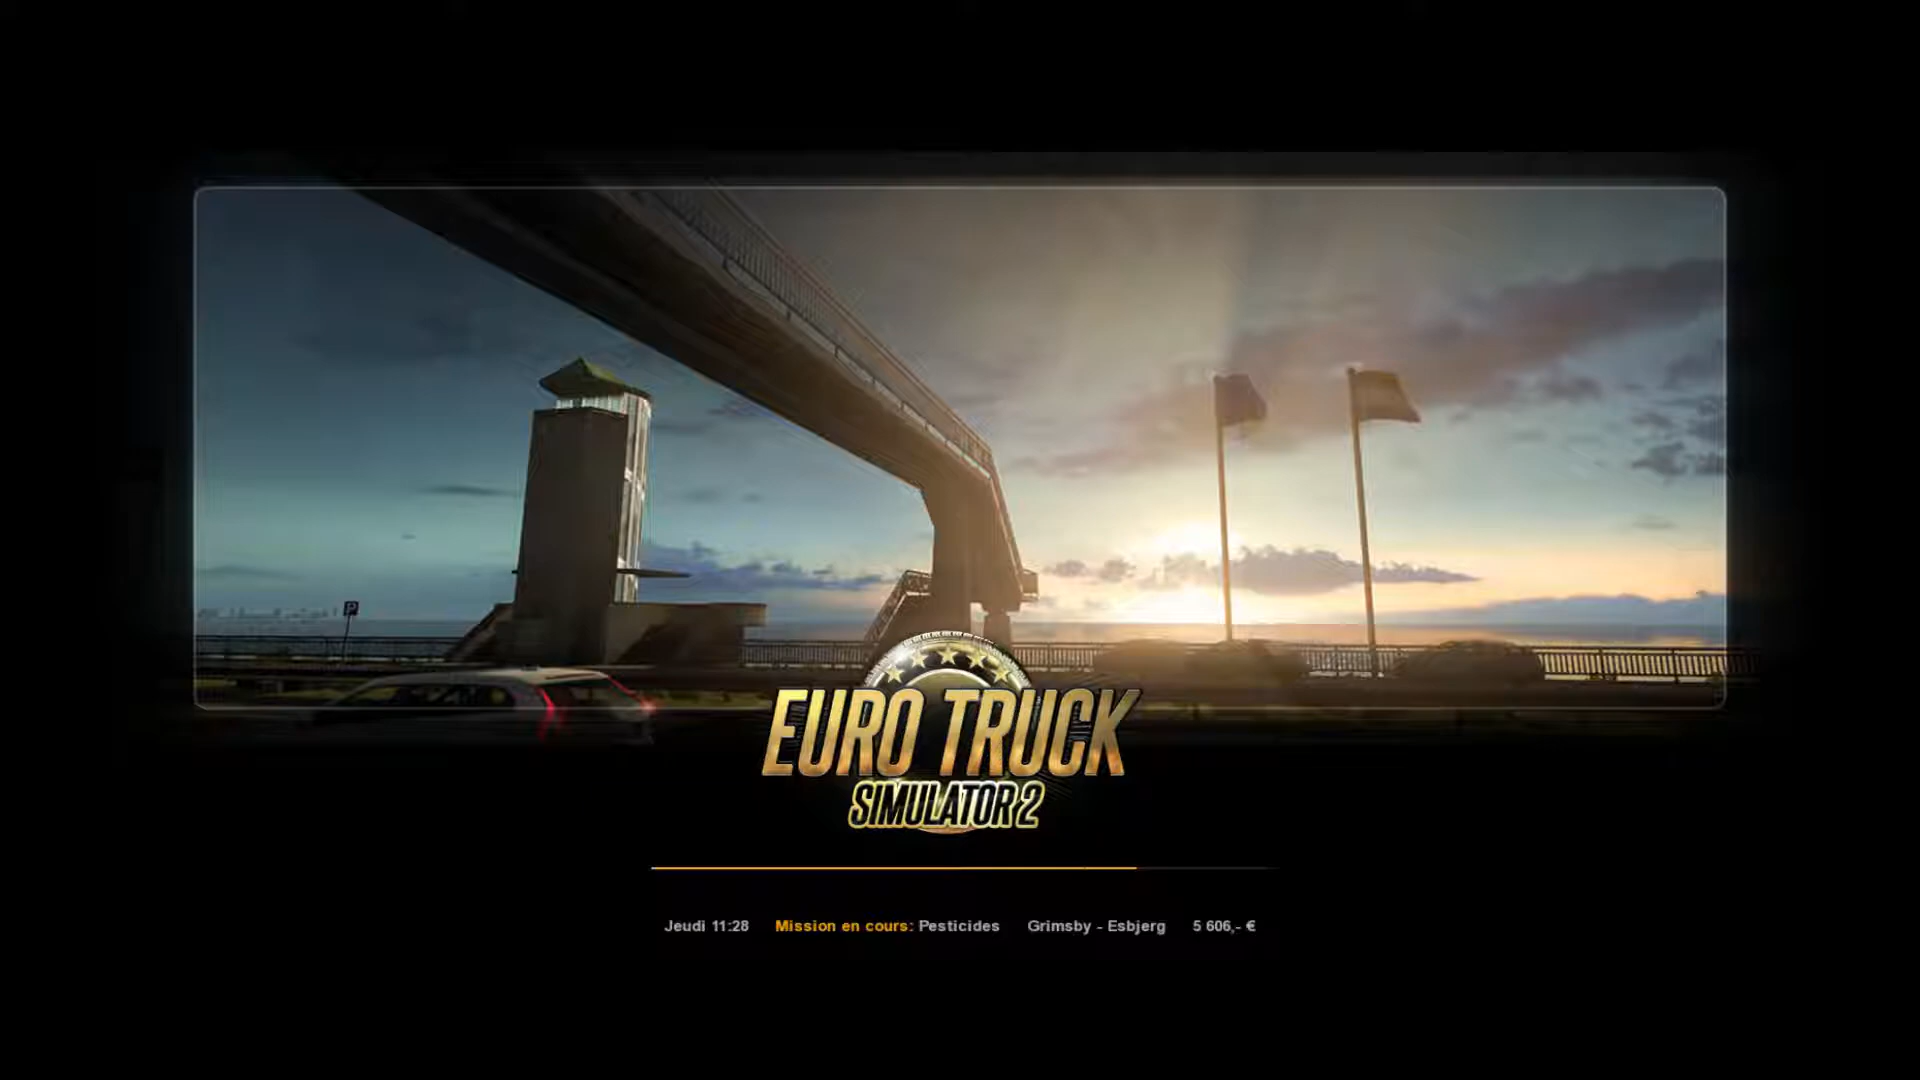 P
EURO TRUCK
SIMULATOR 2
Jeudi 11:28 Mission en cours: Pesticides Grimsby - Esbjerg 5 606,- €